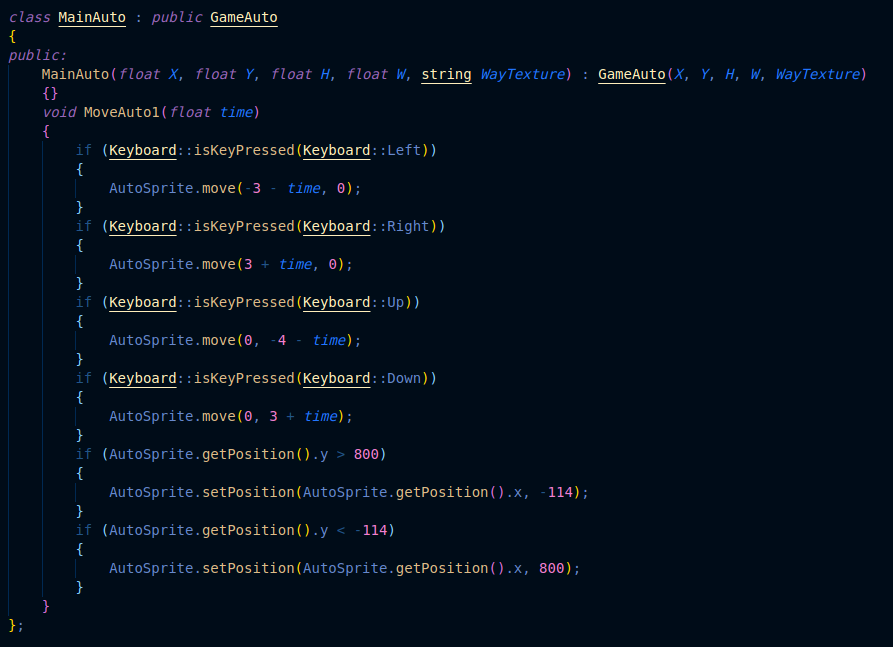 class MainAuto : public GameAuto
{
public:
    MainAuto(float X, float Y, float H, float W, string WayTexture) : GameAuto(X, Y, H, W, WayTexture)
    {}
    void MoveAuto1(float time)
    {
        if (Keyboard::isKeyPressed(Keyboard::Left))
        {
            AutoSprite.move(-3 - time, 0);
        }
        if (Keyboard::isKeyPressed(Keyboard::Right))
        {
            AutoSprite.move(3 + time, 0);
        }
        if (Keyboard::isKeyPressed(Keyboard::Up))
        {
            AutoSprite.move(0, -4 - time);
        }
        if (Keyboard::isKeyPressed(Keyboard::Down))
        {
            AutoSprite.move(0, 3 + time);
        }
        if (AutoSprite.getPosition().y > 800)
        {
            AutoSprite.setPosition(AutoSprite.getPosition().x, -114);
        }
        if (AutoSprite.getPosition().y < -114)
        {
            AutoSprite.setPosition(AutoSprite.getPosition().x, 800);
        }
    }
};